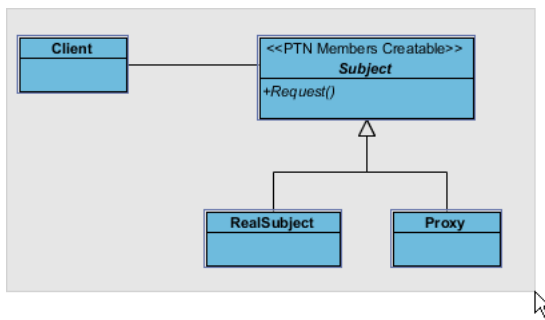 Client
<<PTN Members Creatable>>
Subject
+Request()
RealSubject
Proxy